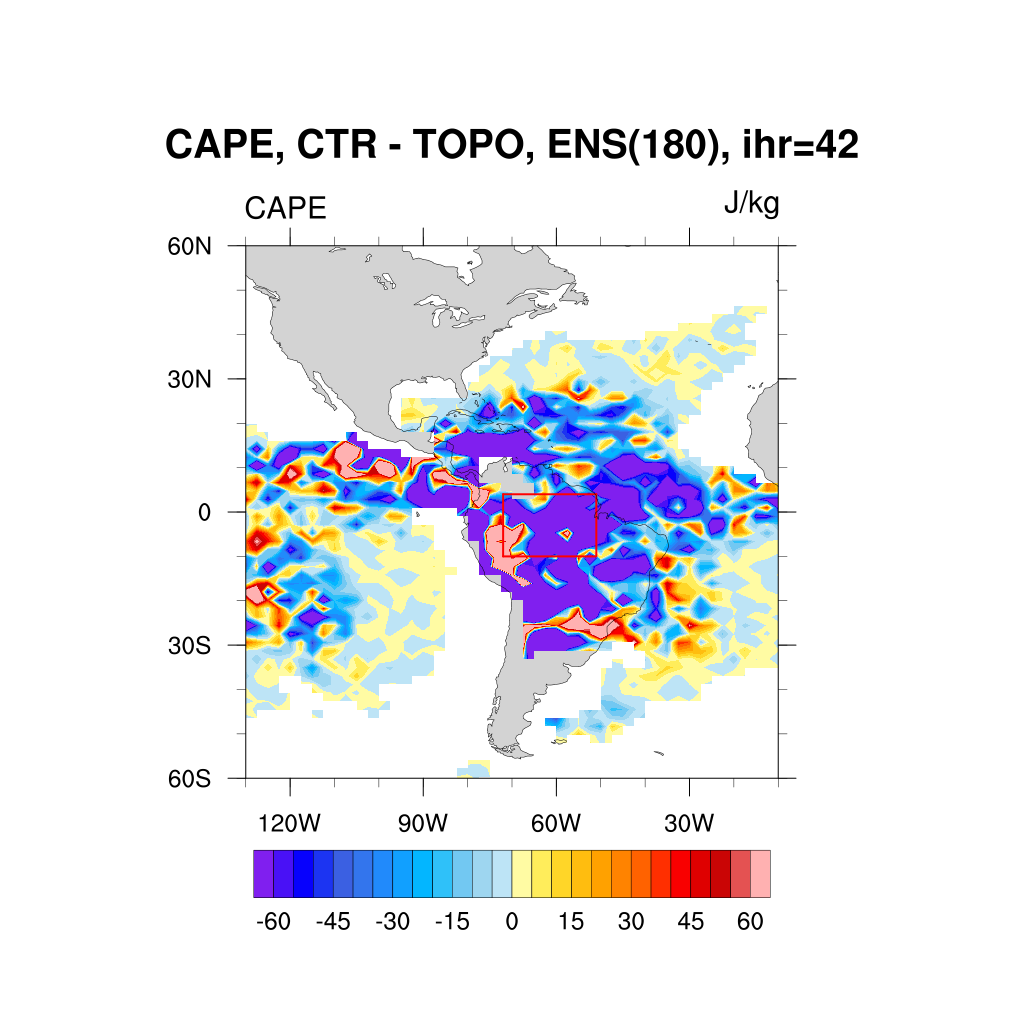 CAPE, CTR - TOPO, ENS(180), ihr=42
CAPE J/kg
60N
30N
0
30S
60S
120W 90W 60W 30W
-60 -45 -30 -15 0 15 30 45 60